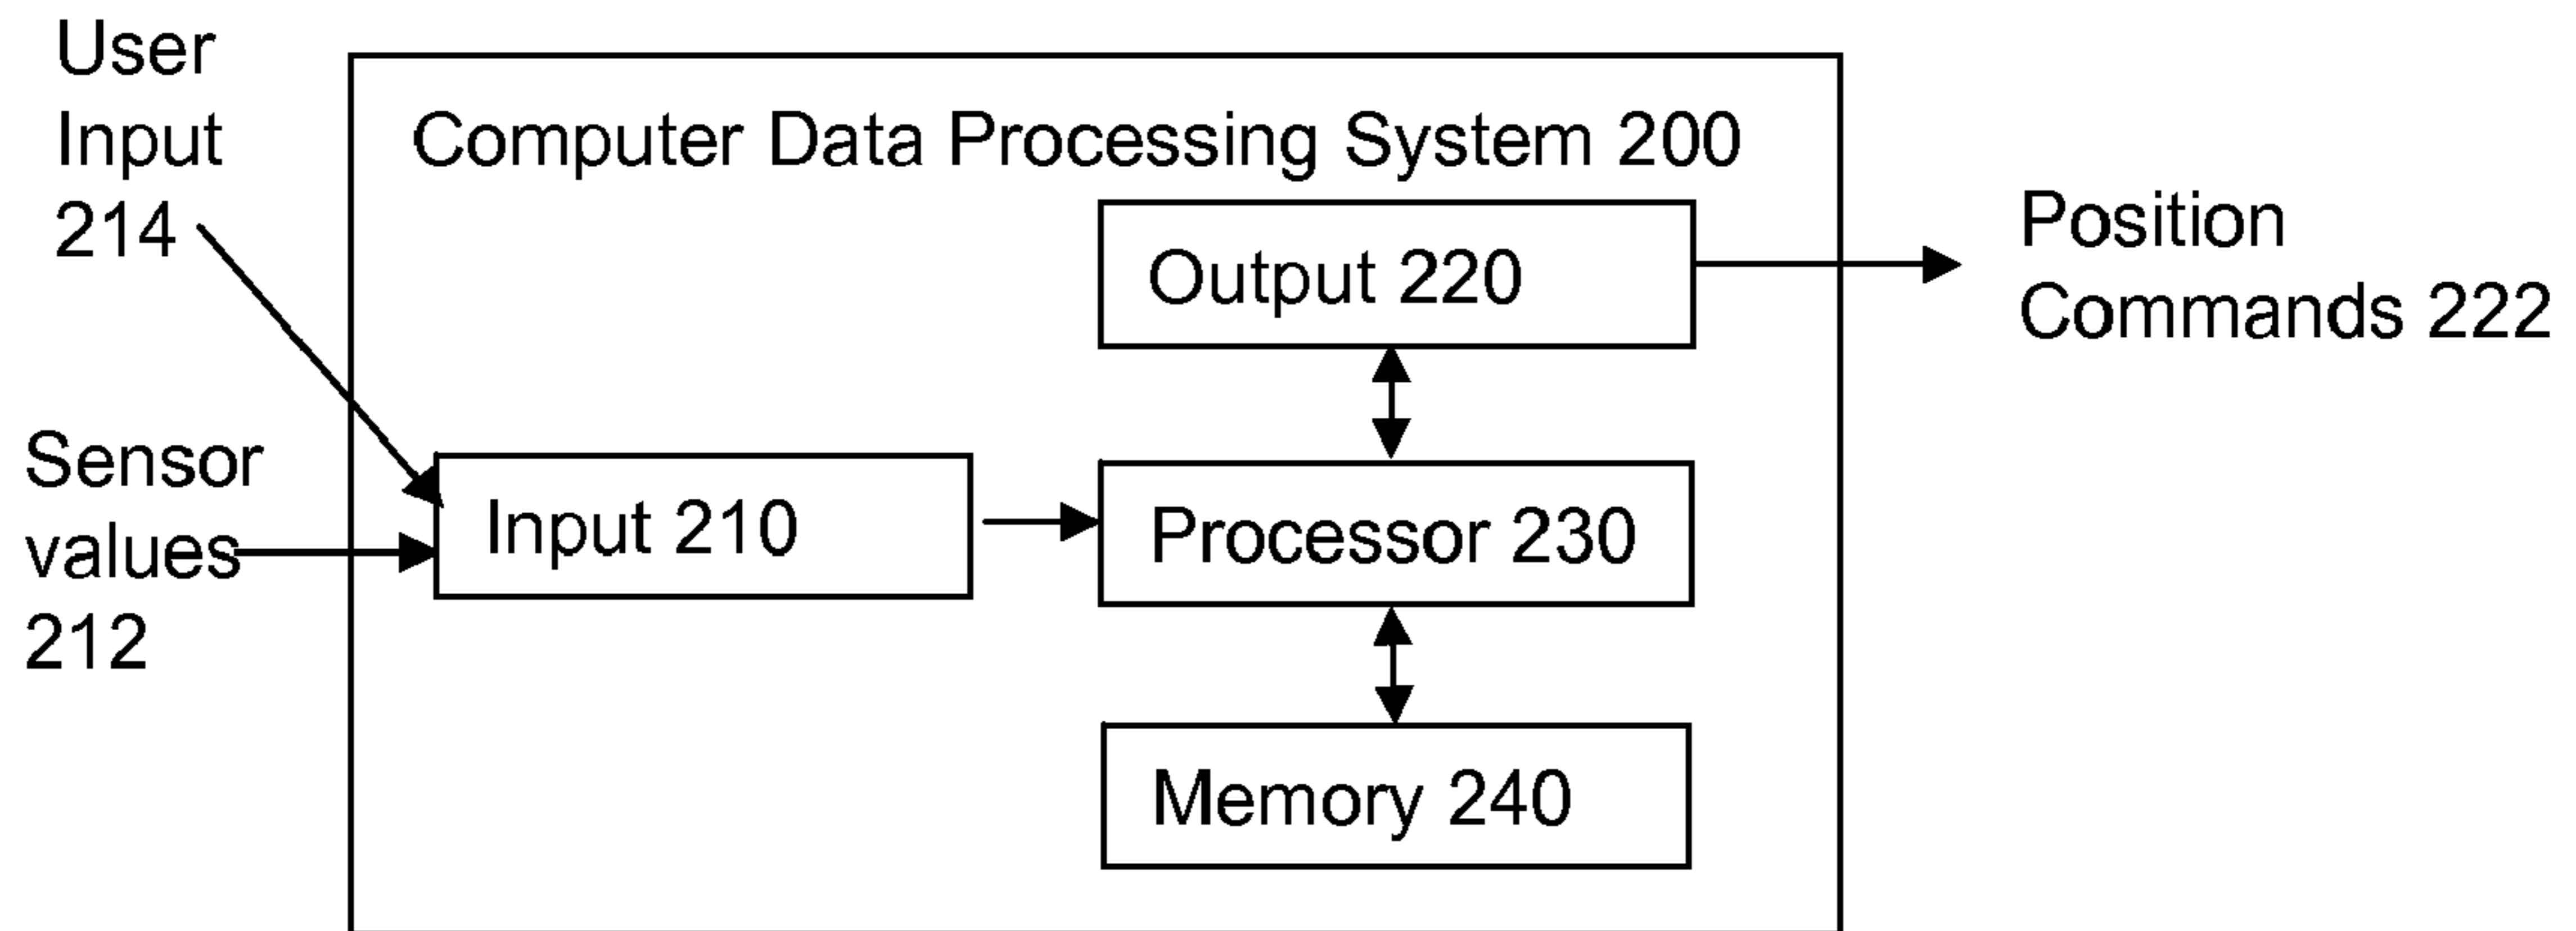 User
Input
214
Computer Data Processing System 200
Output 220
Position
Commands 222
Sensor
values
212
Input 210
Processor 230
Memory 240